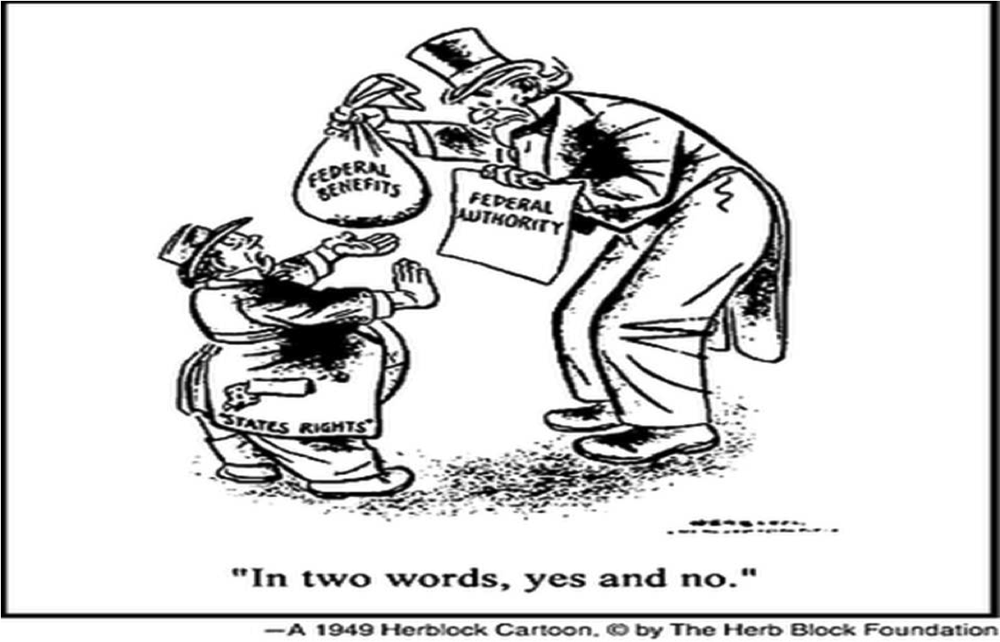 FEDERAL
BENEFITS
FEDERAL
AUTHORITY
"STATES RIGHTS"
"In two words, yes and no."
—A 1949 Herblock Cartoon, © by The Herb Block Foundation